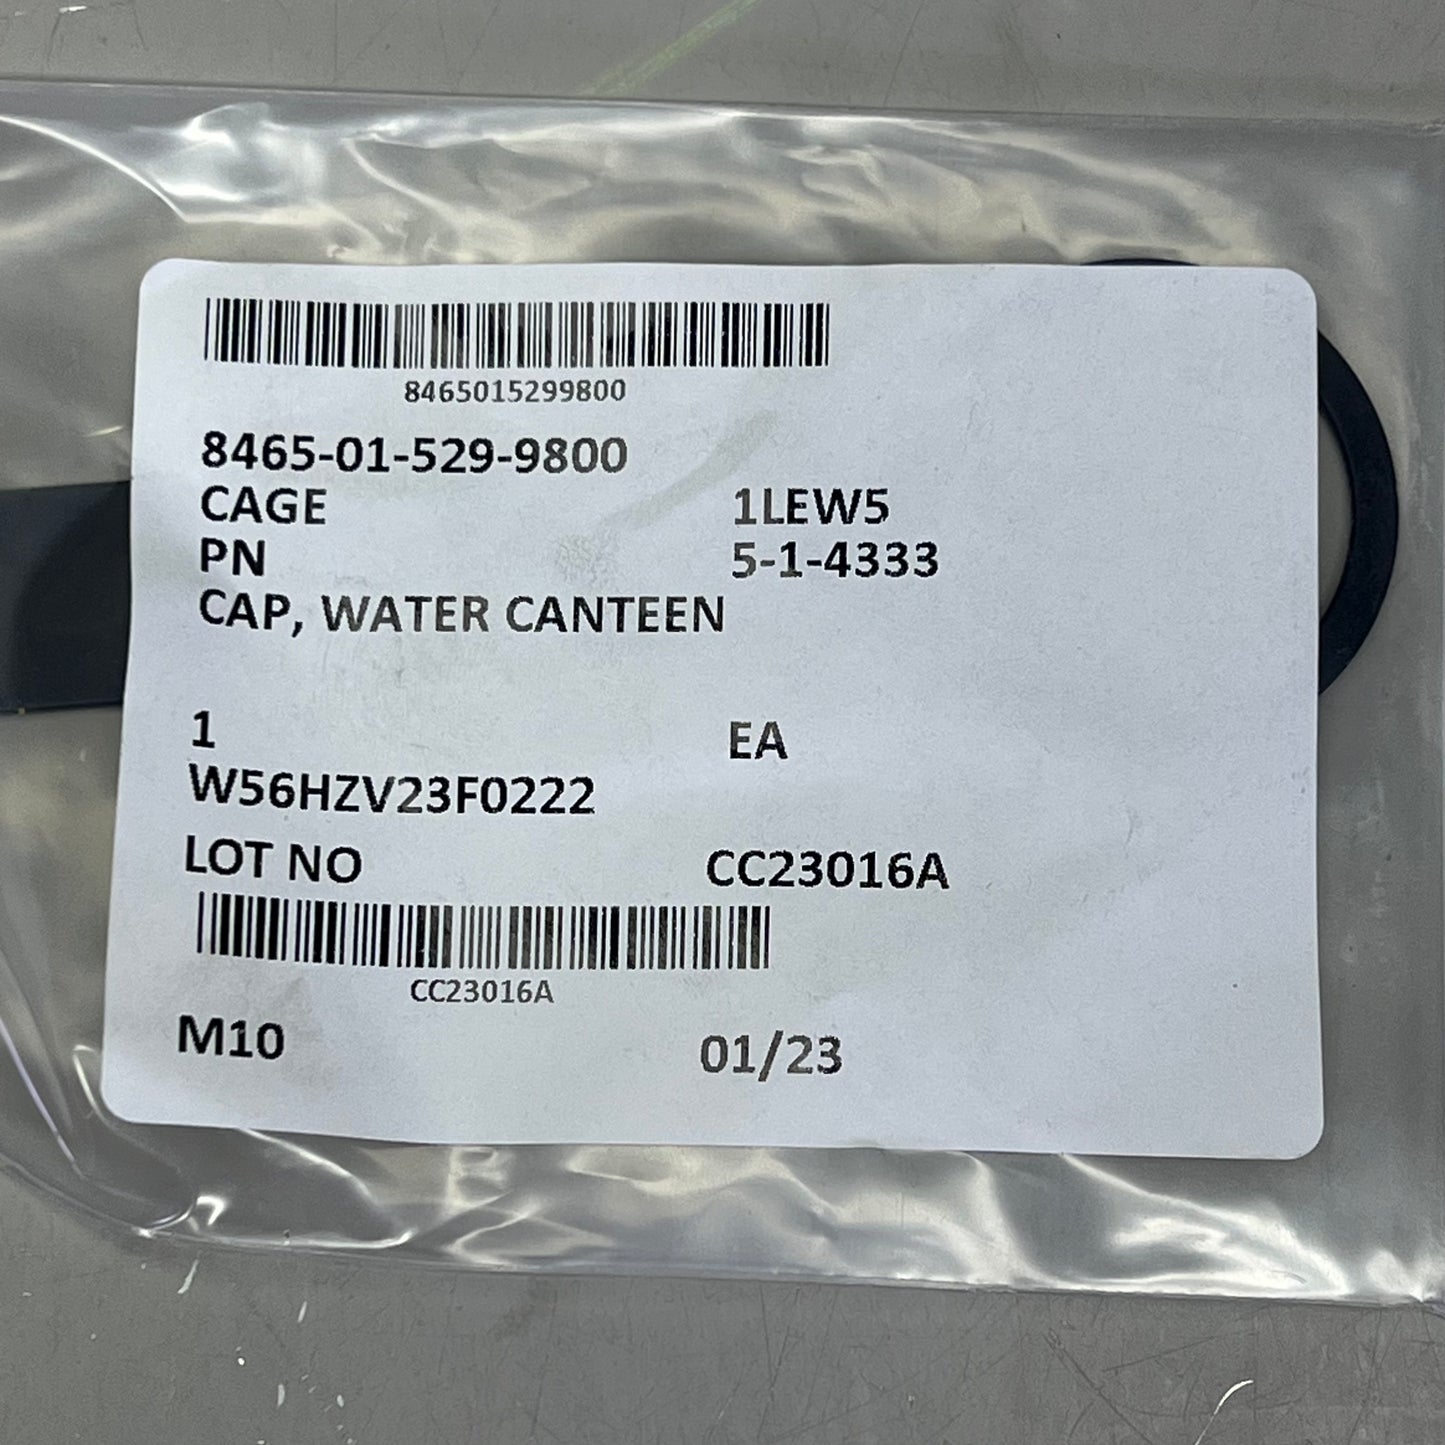 8465015299800
8465-01-529-9800
CAGE 1LEW5
PN 5-1-4333
CAP, WATER CANTEEN
1 EA
W56HZV23F0222
LOT NO CC23016A
CC23016A
M10 01/23